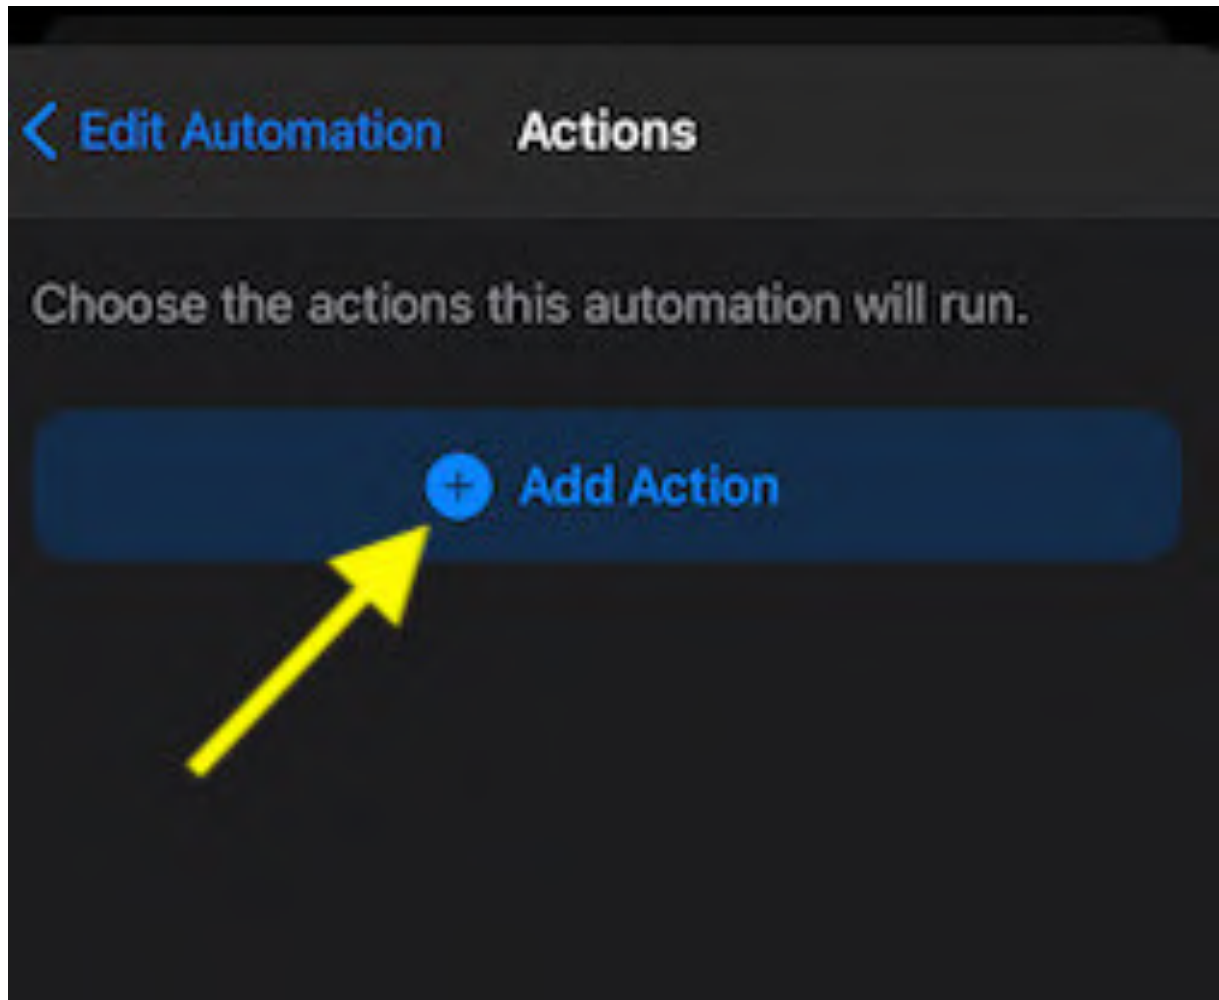 Edit Automation Actions
Choose the actions this automation will run.
Add Action